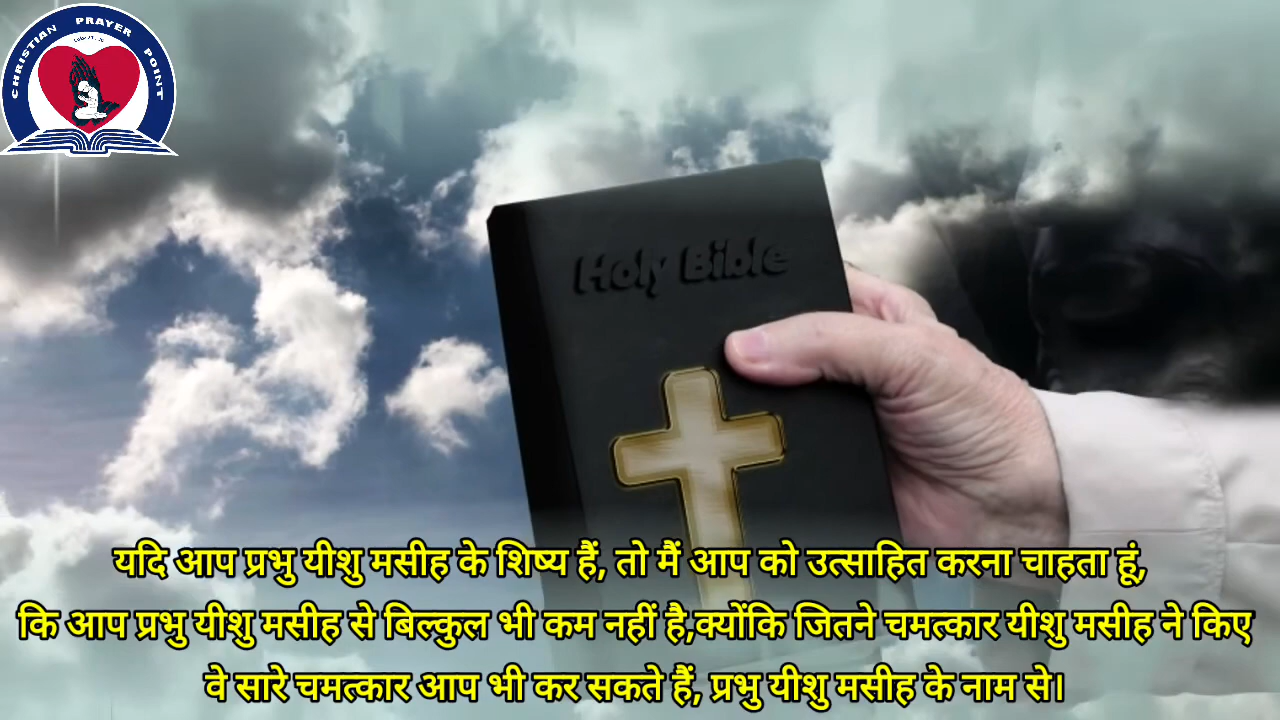 CHRISTIAN PRAYER POINT
Holy Bible
यदि आप प्रभु यीशु मसीह के शिष्य हैं, तो मैं आप को उत्साहित करना चाहता हूं,
कि आप प्रभु यीशु मसीह से बिल्कुल भी कम नहीं है,क्योंकि जितने चमत्कार यीशु मसीह ने किए
वे सारे चमत्कार आप भी कर सकते हैं, प्रभु यीशु मसीह के नाम से।